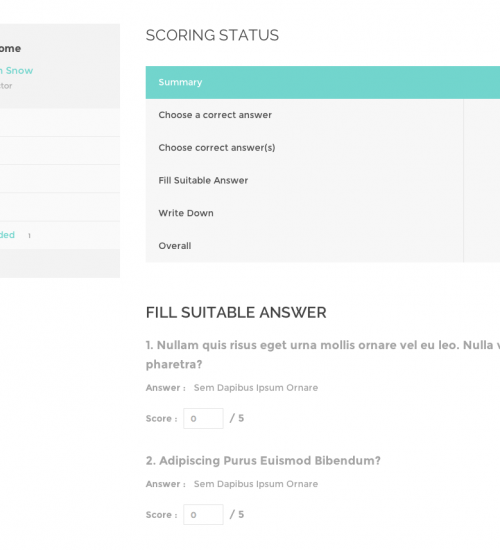 ome
SCORING STATUS
n Snow
tor
Summary
Choose a correct answer
Choose correct answer(s)
Fill Suitable Answer
Write Down
ded 1
Overall
FILL SUITABLE ANSWER
1. Nullam quis risus eget urna mollis ornare vel eu leo. Nulla v
pharetra?
Answer : Sem Dapibus Ipsum Ornare
Score : 0 / 5
2. Adipiscing Purus Euismod Bibendum?
Answer : Sem Dapibus Ipsum Ornare
Score : 0 / 5